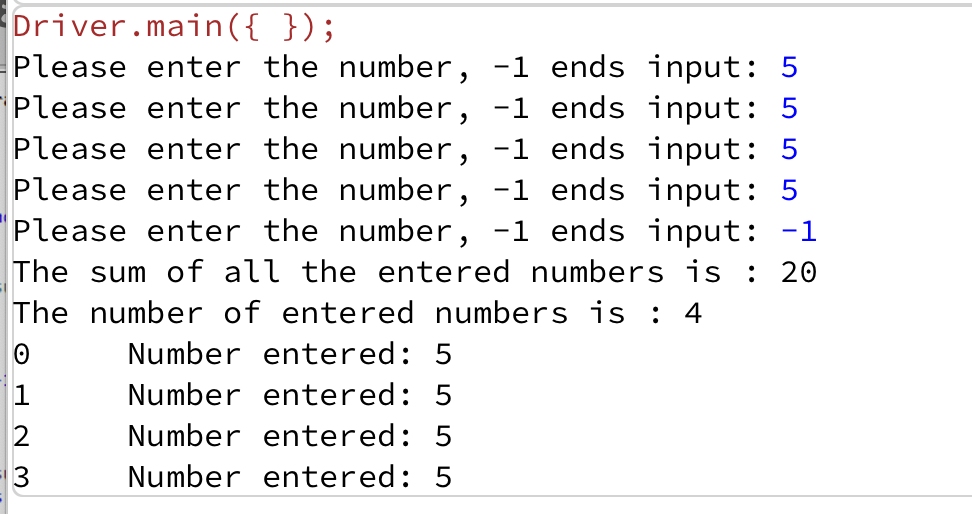 Driver.main({ });
Please enter the number, -1 ends input: 5
Please enter the number, -1 ends input: 5
Please enter the number, -1 ends input: 5
Please enter the number, -1 ends input: 5
Please enter the number, -1 ends input: -1
The sum of all the entered numbers is : 20
The number of entered numbers is : 4
0     Number entered: 5
1     Number entered: 5
2     Number entered: 5
3     Number entered: 5